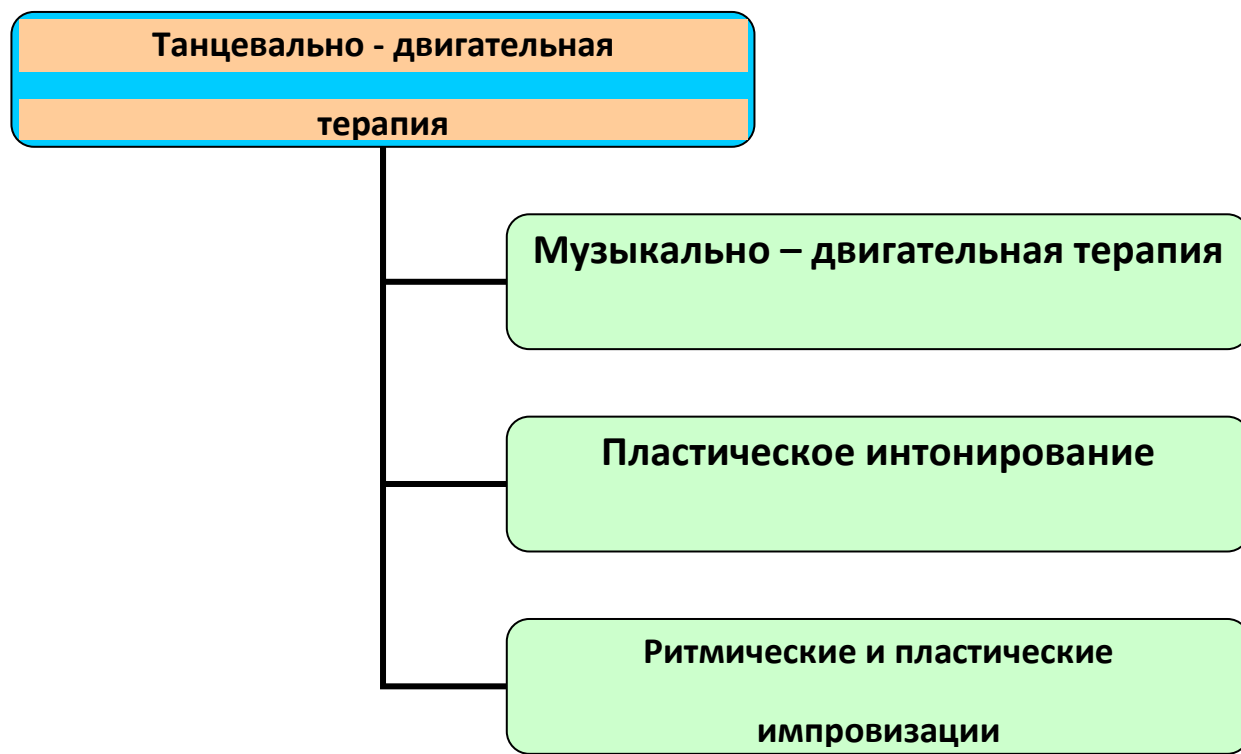 Танцевально - двигательная
терапия
Музыкально – двигательная терапия
Пластическое интонирование
Ритмические и пластические
импровизации